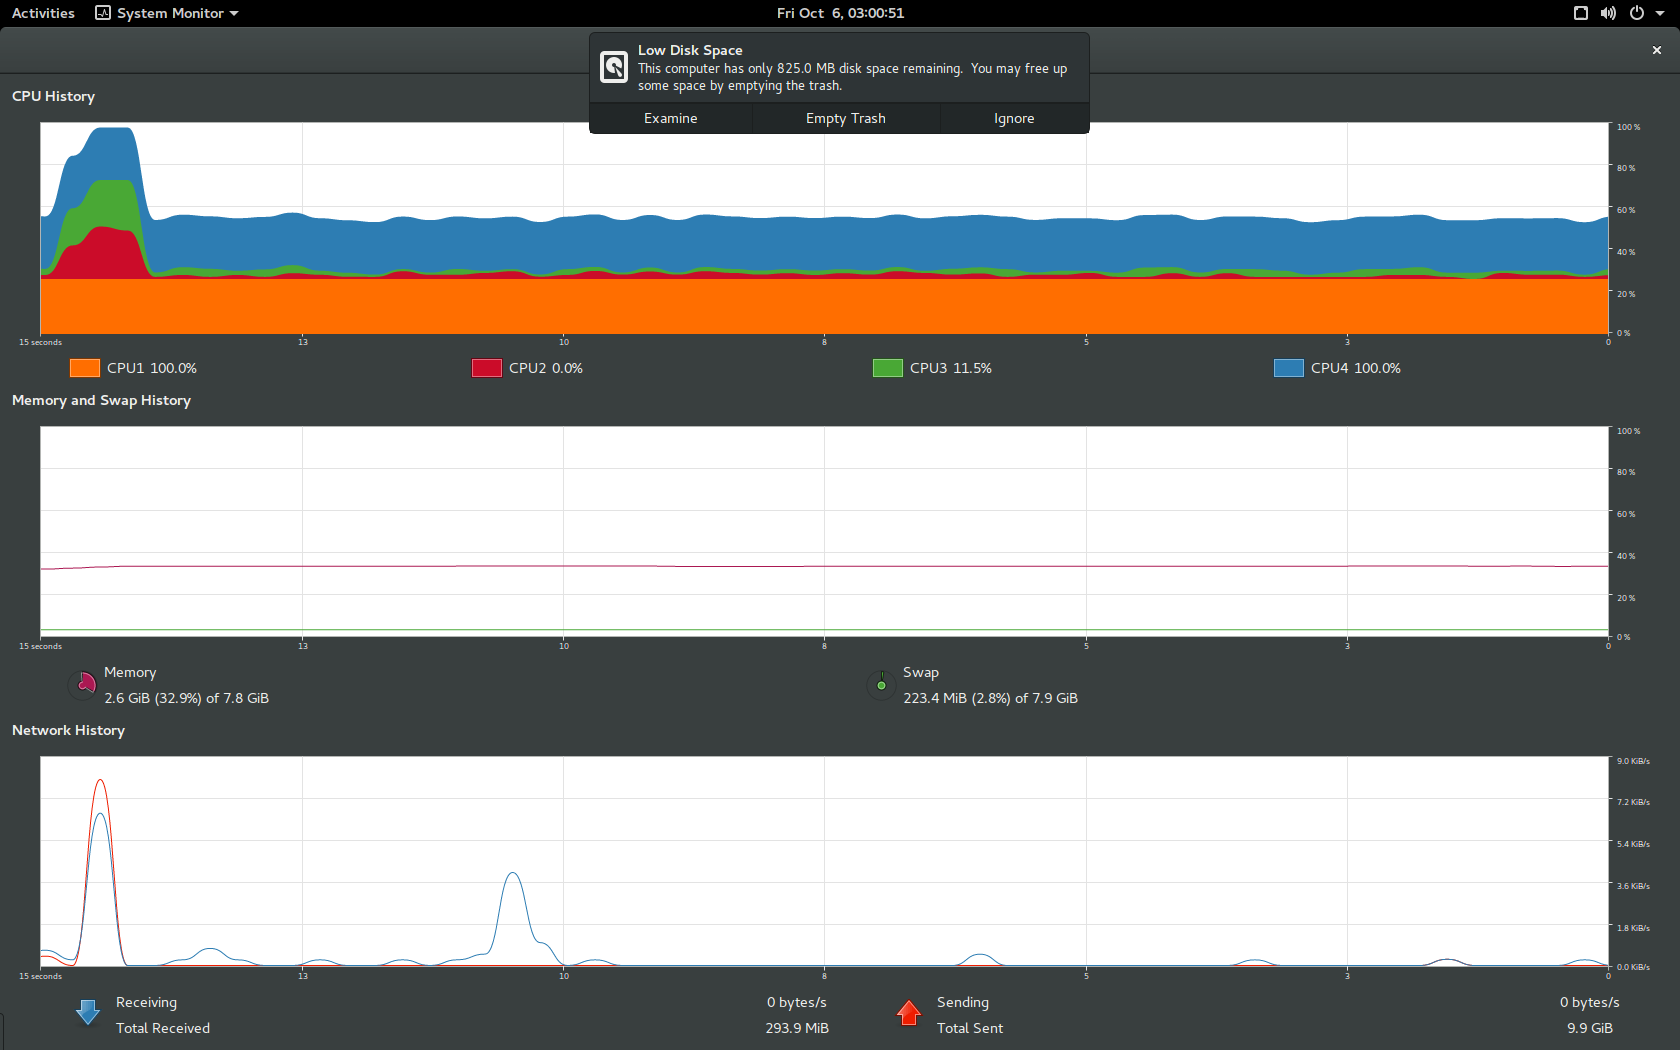 Activities
System Monitor
Fri Oct  6, 03:00:51
Low Disk Space
This computer has only 825.0 MB disk space remaining.  You may free up
some space by emptying the trash.
Examine
Empty Trash
Ignore
CPU History
100 %
80 %
60 %
40 %
20 %
0 %
15 seconds
13
10
8
5
3
0
CPU1 100.0%
CPU2 0.0%
CPU3 11.5%
CPU4 100.0%
Memory and Swap History
100 %
80 %
60 %
40 %
20 %
0 %
15 seconds
13
10
8
5
3
0
Memory
2.6 GiB (32.9%) of 7.8 GiB
Swap
223.4 MiB (2.8%) of 7.9 GiB
Network History
9.0 KiB/s
7.2 KiB/s
5.4 KiB/s
3.6 KiB/s
1.8 KiB/s
0.0 KiB/s
15 seconds
13
10
8
5
3
0
Receiving
0 bytes/s
Total Received
293.9 MiB
Sending
0 bytes/s
Total Sent
9.9 GiB